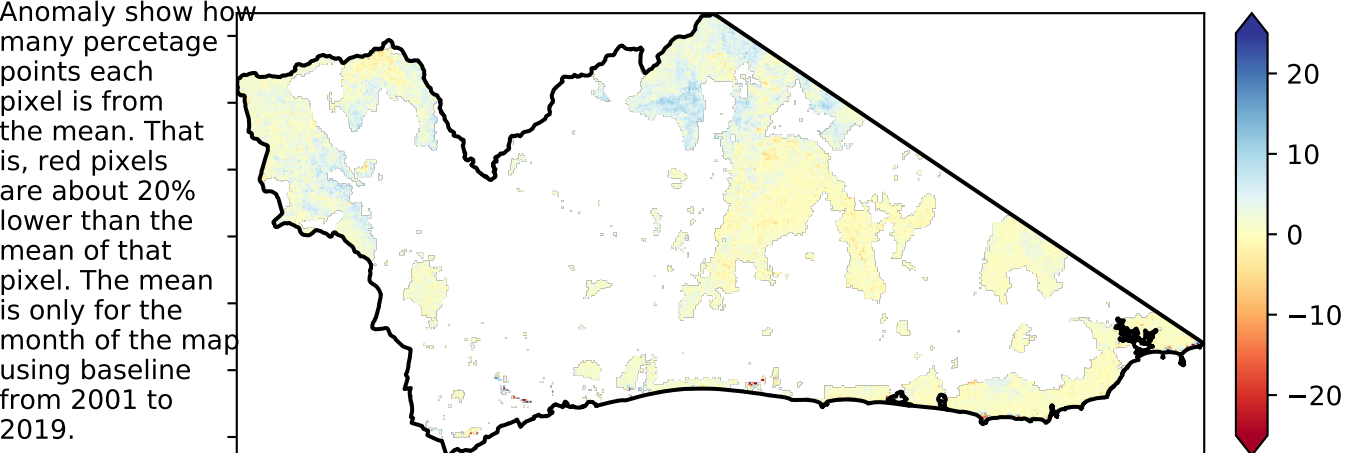 Anomaly show how
many percetage
points each
pixel is from
the mean. That
is, red pixels
are about 20%
lower than the
mean of that
pixel. The mean
is only for the
month of the map
using baseline
from 2001 to
2019.
20
10
0
−10
−20